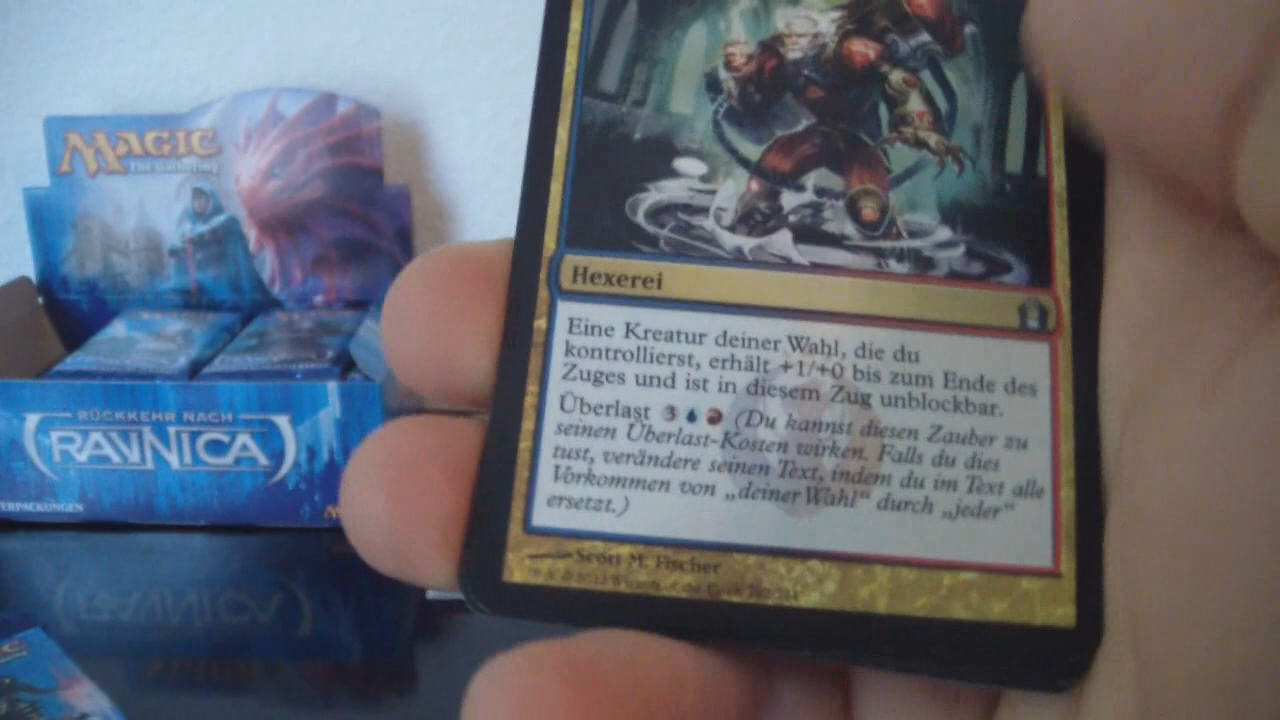 MAGIC
The Gathering
RÜCKKEHR NACH
RAVNICA
VERPACKUNGEN
Hexerei
Eine Kreatur deiner Wahl, die du
kontrollierst, erhält +1/+0 bis zum Ende des
Zuges und ist in diesem Zug unblockbar.
Überlast 3 (Du kannst diesen Zauber zu
seinen Überlast-Kosten wirken. Falls du dies
tust, verändere seinen Text, indem du im Text alle
Vorkommen von „deiner Wahl“ durch „jeder“
ersetzt.)
Scott M. Fischer